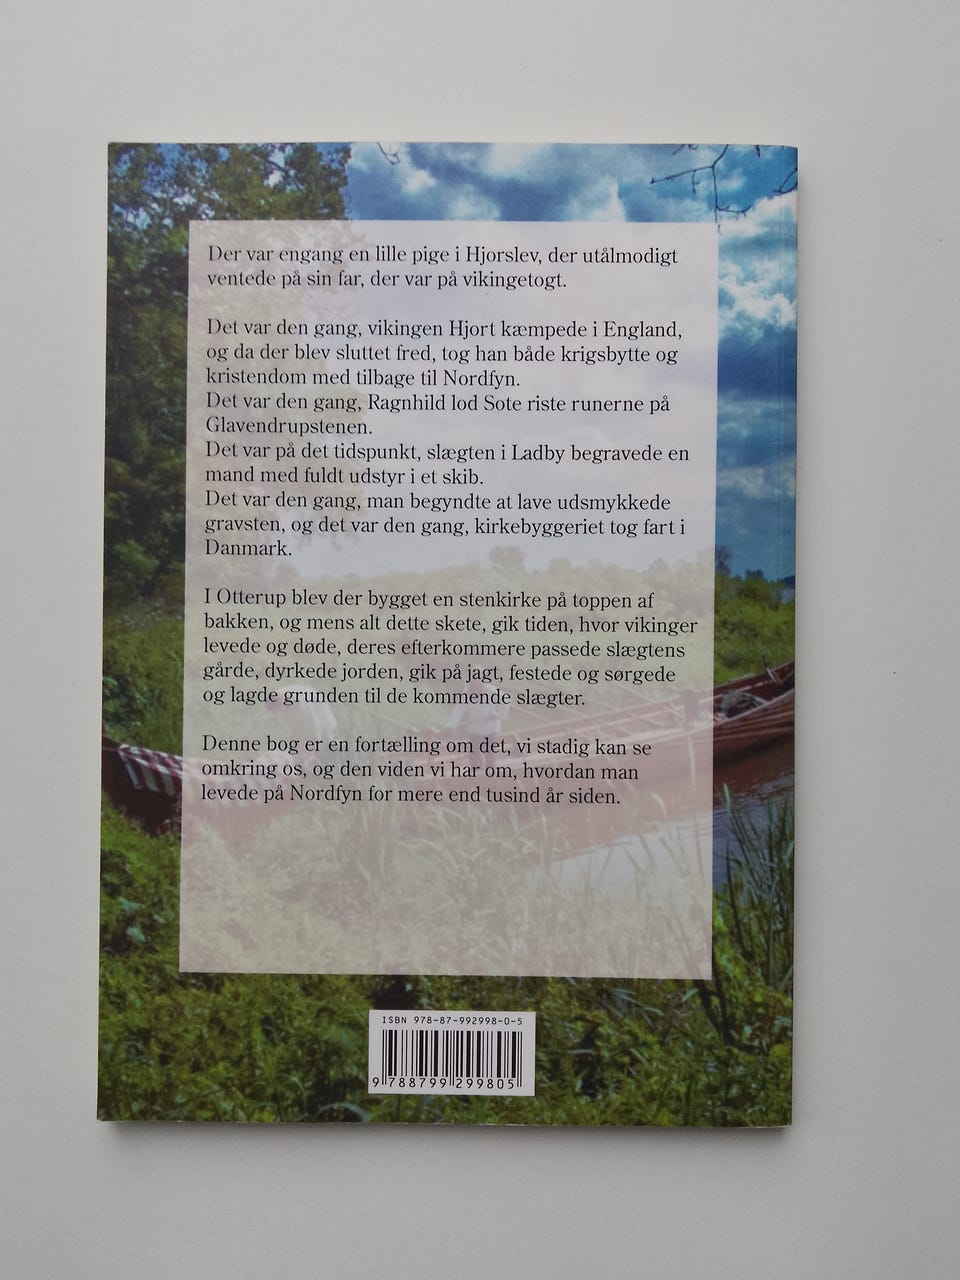 Der var engang en lille pige i Hjorslev, der utålmodigt
ventede på sin far, der var på vikingetogt.
Det var den gang, vikingen Hjort kæmpede i England,
og da der blev sluttet fred, tog han både krigsbytte og
kristendom med tilbage til Nordfyn.
Det var den gang, Ragnhild lod Sote riste runerne på
Glavendrupstenen.
Det var på det tidspunkt, slægten i Ladby begravede en
mand med fuldt udstyr i et skib.
Det var den gang, man begyndte at lave udsmykkede
gravsten, og det var den gang, kirkebyggeriet tog fart i
Danmark.
I Otterup blev der bygget en stenkirke på toppen af
bakken, og mens alt dette skete, gik tiden, hvor vikinger
levede og døde, deres efterkommere passede slægtens
gårde, dyrkede jorden, gik på jagt, festede og sørgede
og lagde grunden til de kommende slægter.
Denne bog er en fortælling om det, vi stadig kan se
omkring os, og den viden vi har om, hvordan man
levede på Nordfyn for mere end tusind år siden.
ISBN 978-87-992998-0-5
9 788799 299805